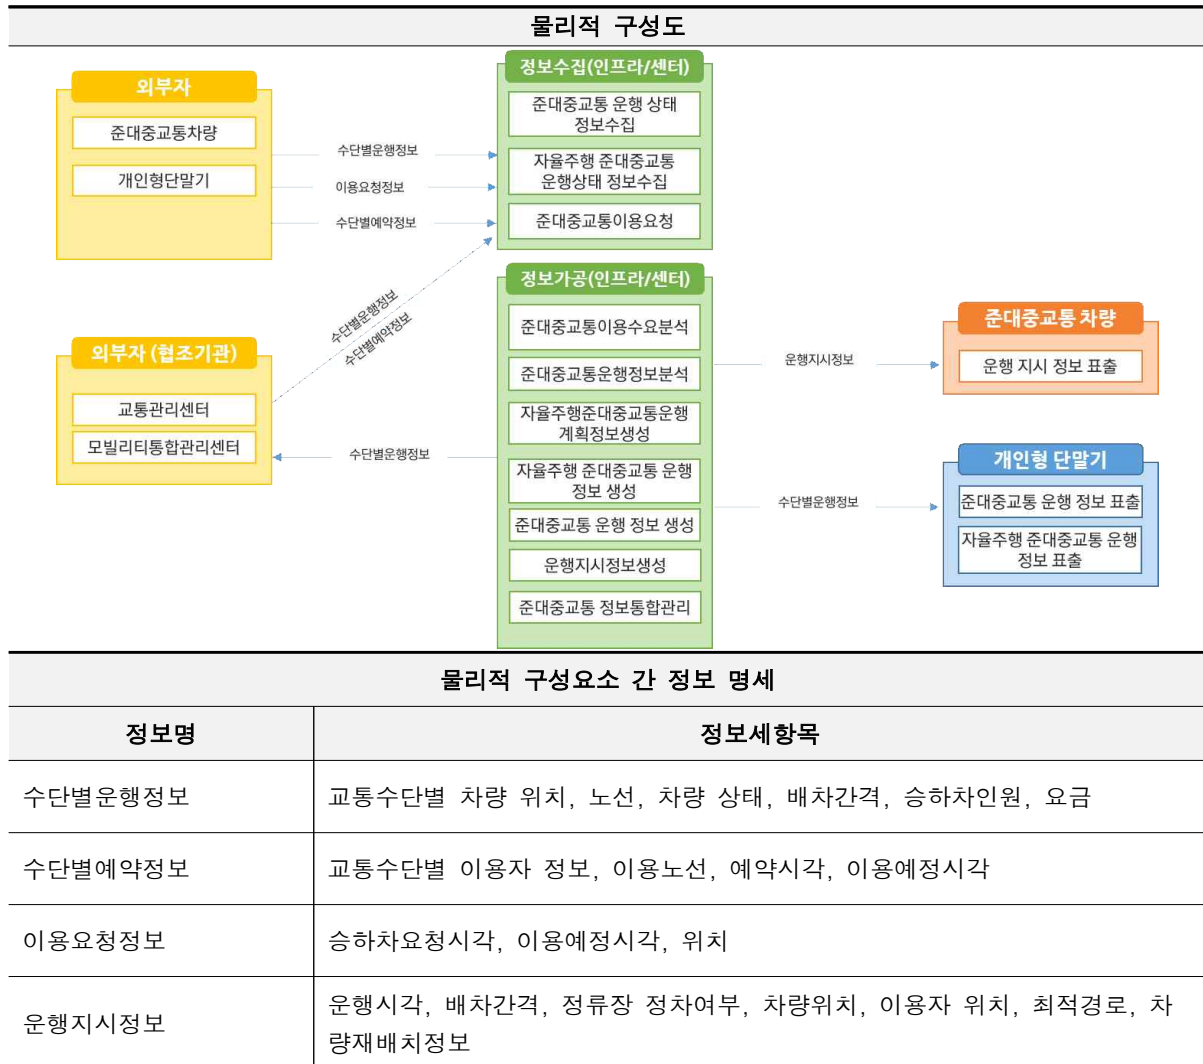 물리적 구성도
외부자
준대중교통차량
개인형단말기
수단별운행정보
이용요청정보
수단별예약정보
정보수집(인프라/센터)
준대중교통 운행 상태
정보수집
자율주행 준대중교통
운행상태 정보수집
준대중교통이용요청
수단별운행정보
수단별예약정보
외부자 (협조기관)
교통관리센터
모빌리티통합관리센터
수단별운행정보
정보가공(인프라/센터)
준대중교통이용수요분석
준대중교통운행정보분석
자율주행준대중교통운행
계획정보생성
자율주행 준대중교통 운행
정보 생성
준대중교통 운행 정보 생성
운행지시정보생성
준대중교통 정보통합관리
운행지시정보
준대중교통 차량
운행 지시 정보 표출
수단별운행정보
개인형 단말기
준대중교통 운행 정보 표출
자율주행 준대중교통 운행
정보 표출
물리적 구성요소 간 정보 명세
정보명 정보세항목
수단별운행정보 교통수단별 차량 위치, 노선, 차량 상태, 배차간격, 승하차인원, 요금
수단별예약정보 교통수단별 이용자 정보, 이용노선, 예약시각, 이용예정시각
이용요청정보 승하차요청시각, 이용예정시각, 위치
운행지시정보 운행시각, 배차간격, 정류장 정차여부, 차량위치, 이용자 위치, 최적경로, 차
량재배치정보